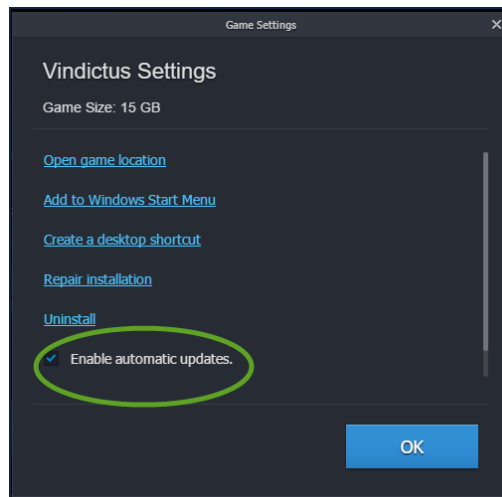 Game Settings
Vindictus Settings
Game Size: 15 GB
Open game location
Add to Windows Start Menu
Create a desktop shortcut
Repair installation
Uninstall
Enable automatic updates.
OK